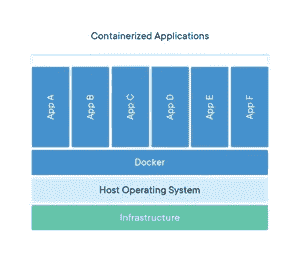 Containerized Applications
App A
App B
App C
App D
App E
App F
Docker
Host Operating System
Infrastructure